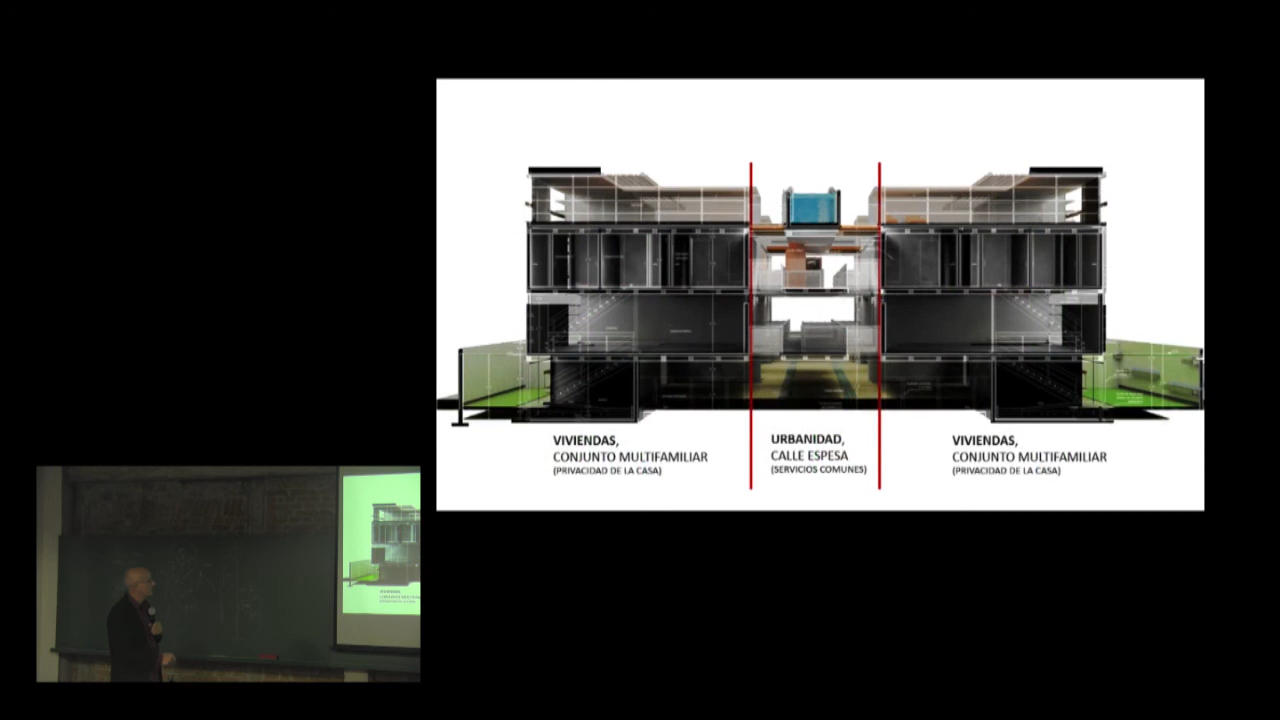 VIVIENDAS,
CONJUNTO MULTIFAMILIAR
(PRIVACIDAD DE LA CASA)
URBANIDAD,
CALLE ESPESA
(SERVICIOS COMUNES)
VIVIENDAS,
CONJUNTO MULTIFAMILIAR
(PRIVACIDAD DE LA CASA)